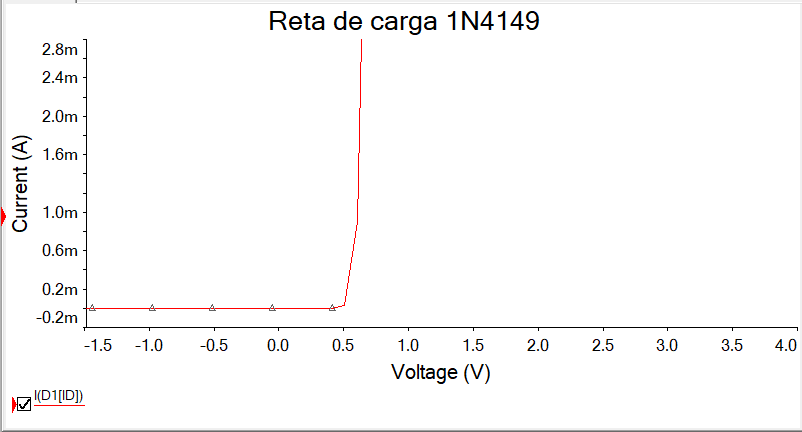 Reta de carga 1N4149
2.8m
2.4m
2.0m
1.6m
1.0m
0.6m
0.2m
-0.2m
Current (A)
-1.5 -1.0 -0.5 0.0 0.5 1.0 1.5 2.0 2.5 3.0 3.5 4.0
Voltage (V)
I(D1[ID])